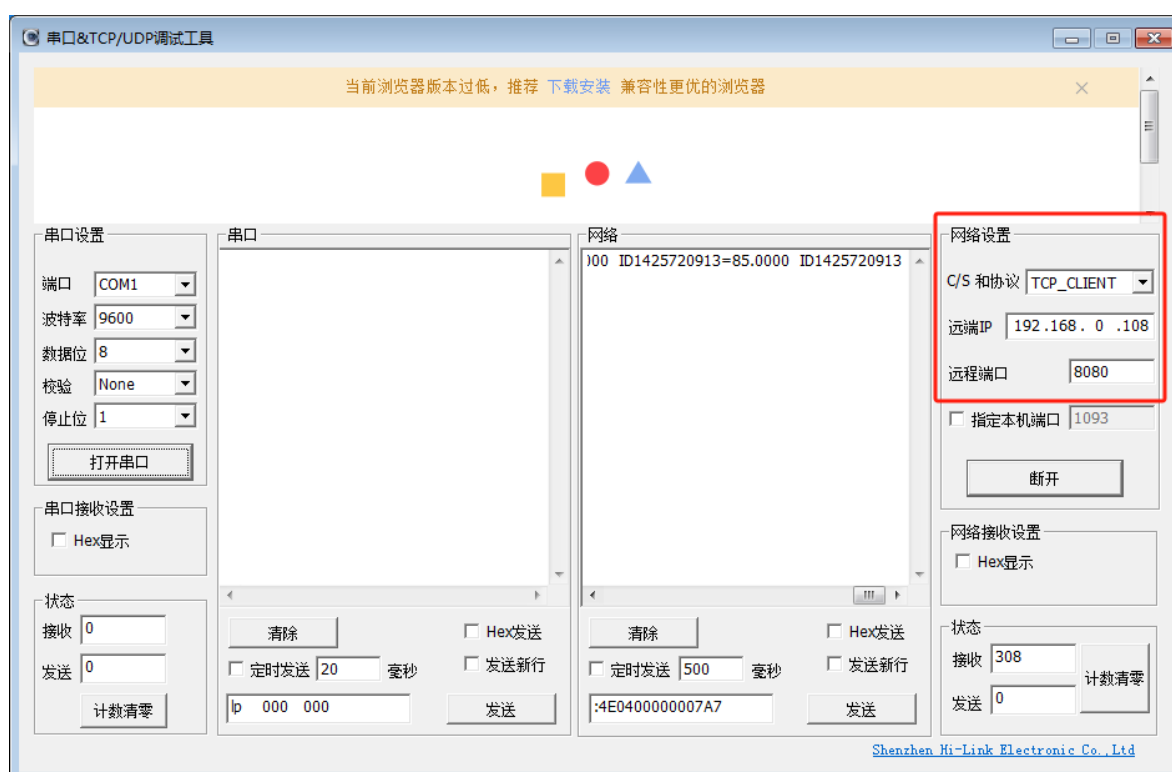 串口&TCP/UDP调试工具
当前浏览器版本过低，推荐 下载安装 兼容性更优的浏览器
串口设置
端口 COM1
波特率 9600
数据位 8
校验 None
停止位 1
打开串口
串口接收设置
Hex显示
状态
接收 0
发送 0
计数清零
串口
清除
Hex发送
定时发送 20 毫秒
发送新行
lp 000 000
发送
网络
)00 ID1425720913=85.0000 ID1425720913
清除
Hex发送
定时发送 500 毫秒
发送新行
:4E0400000007A7
发送
网络设置
C/S 和协议 TCP_CLIENT
远端IP 192.168. 0 .108
远程端口 8080
指定本机端口 1093
断开
网络接收设置
Hex显示
状态
接收 308
发送 0
计数清零
Shenzhen Hi-Link Electronic Co.,Ltd